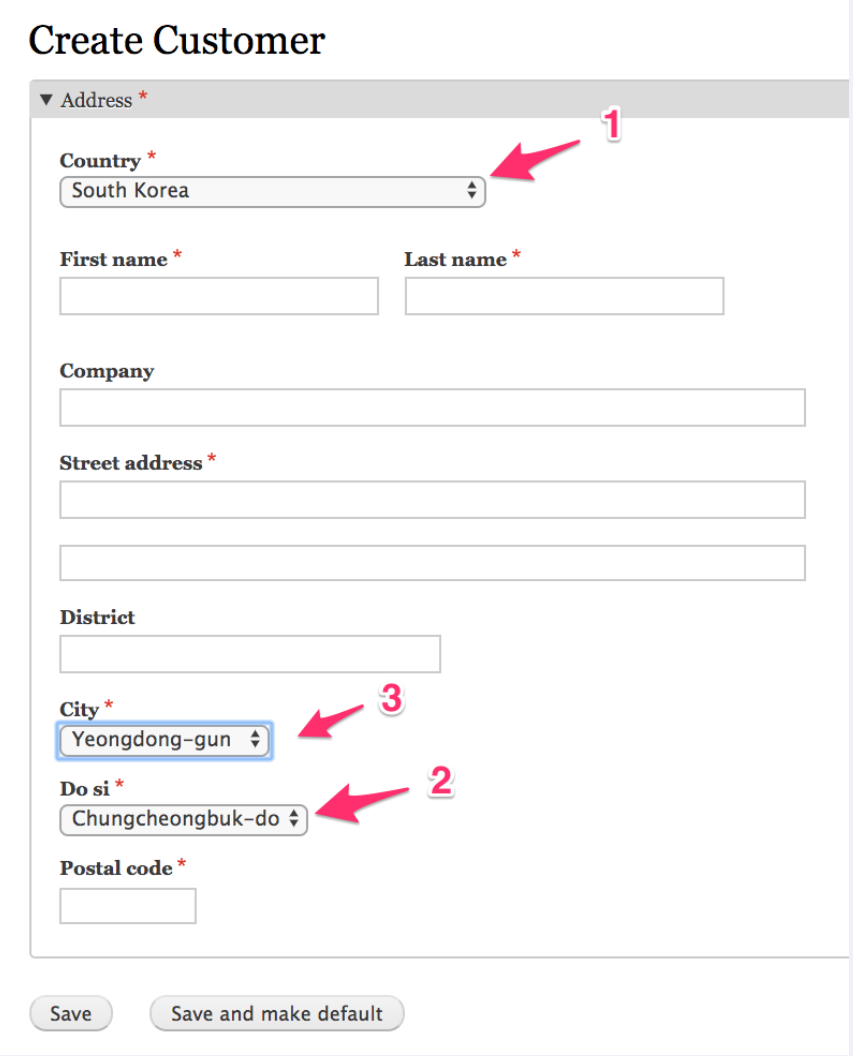 Create Customer
▼ Address *
1
Country *
South Korea
First name * Last name *
Company
Street address *
District
3
City *
Yeongdong-gun
2
Do si *
Chungcheongbuk-do
Postal code *
Save Save and make default